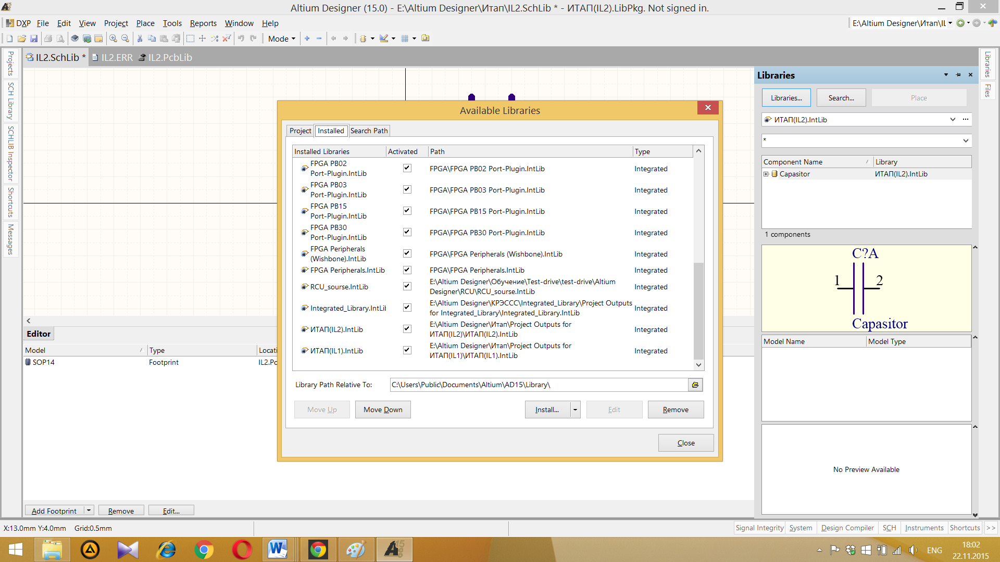 Altium Designer (15.0) - E:\Altium Designer\Итап\IL2.SchLib * - ИТАП(IL2).LibPkg. Not signed in.
DXP File Edit View Project Place Tools Reports Window Help
E:\Altium Designer\Итап\IL
Mode
IL2.SchLib * IL2.ERR IL2.PcbLib
Projects
SCH Library
SCHLIB Inspector
Shortcuts
Messages
Available Libraries
Project Installed Search Path
Installed Libraries Activated Path Type
FPGA PB02
Port-Plugin.IntLib FPGA\FPGA PB02 Port-Plugin.IntLib Integrated
FPGA PB03
Port-Plugin.IntLib FPGA\FPGA PB03 Port-Plugin.IntLib Integrated
FPGA PB15
Port-Plugin.IntLib FPGA\FPGA PB15 Port-Plugin.IntLib Integrated
FPGA PB30
Port-Plugin.IntLib FPGA\FPGA PB30 Port-Plugin.IntLib Integrated
FPGA Peripherals
(Wishbone).IntLib FPGA\FPGA Peripherals (Wishbone).IntLib Integrated
FPGA Peripherals.IntLib FPGA\FPGA Peripherals.IntLib Integrated
RCU_sourse.IntLib E:\Altium Designer\Обучение\Test-drive\test-drive\Altium
Designer\RCU\RCU_sourse.IntLib Integrated
Integrated_Library.IntLib E:\Altium Designer\КРЭССС\Integrated_Library\Project Outputs
for Integrated_Library\Integrated_Library.IntLib Integrated
ИТАП(IL2).IntLib E:\Altium Designer\Итап\Project Outputs for
ИТАП(IL2)\ИТАП(IL2).IntLib Integrated
ИТАП(IL1).IntLib E:\Altium Designer\Итап\Project Outputs for
ИТАП(IL1)\ИТАП(IL1).IntLib Integrated
Library Path Relative To: C:\Users\Public\Documents\Altium\AD15\Library\
Move Up Move Down Install... Edit Remove
Close
Editor
Model Type Locati
SOP14 Footprint IL2.Pc
Add Footprint Remove Edit...
Libraries
Libraries... Search... Place
ИТАП(IL2).IntLib ...
*
Component Name Library
Capasitor ИТАП(IL2).IntLib
1 components
C?A
1 2
Capasitor
Model Name Model Type
No Preview Available
Libraries
Files
X:13.0mm Y:4.0mm Grid:0.5mm
Signal Integrity System Design Compiler SCH Instruments Shortcuts >>
ENG
18:02
22.11.2015